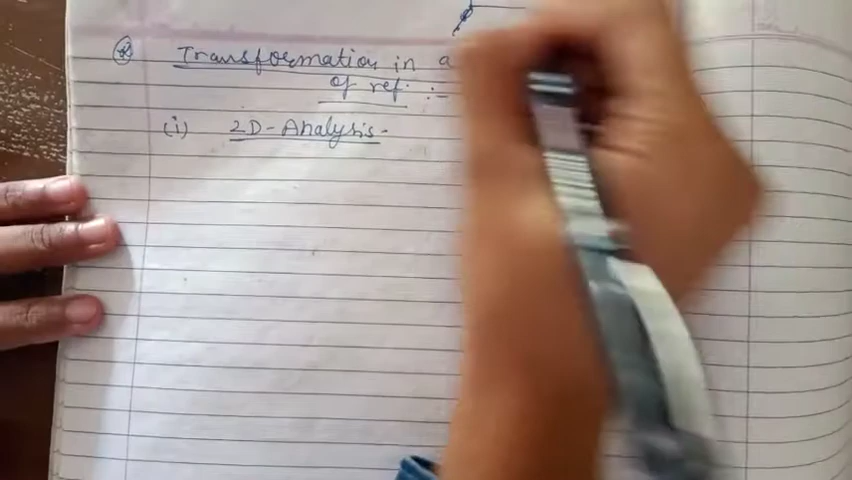 Transformation in a
of ref: :-
(i) 2D-Analysis-